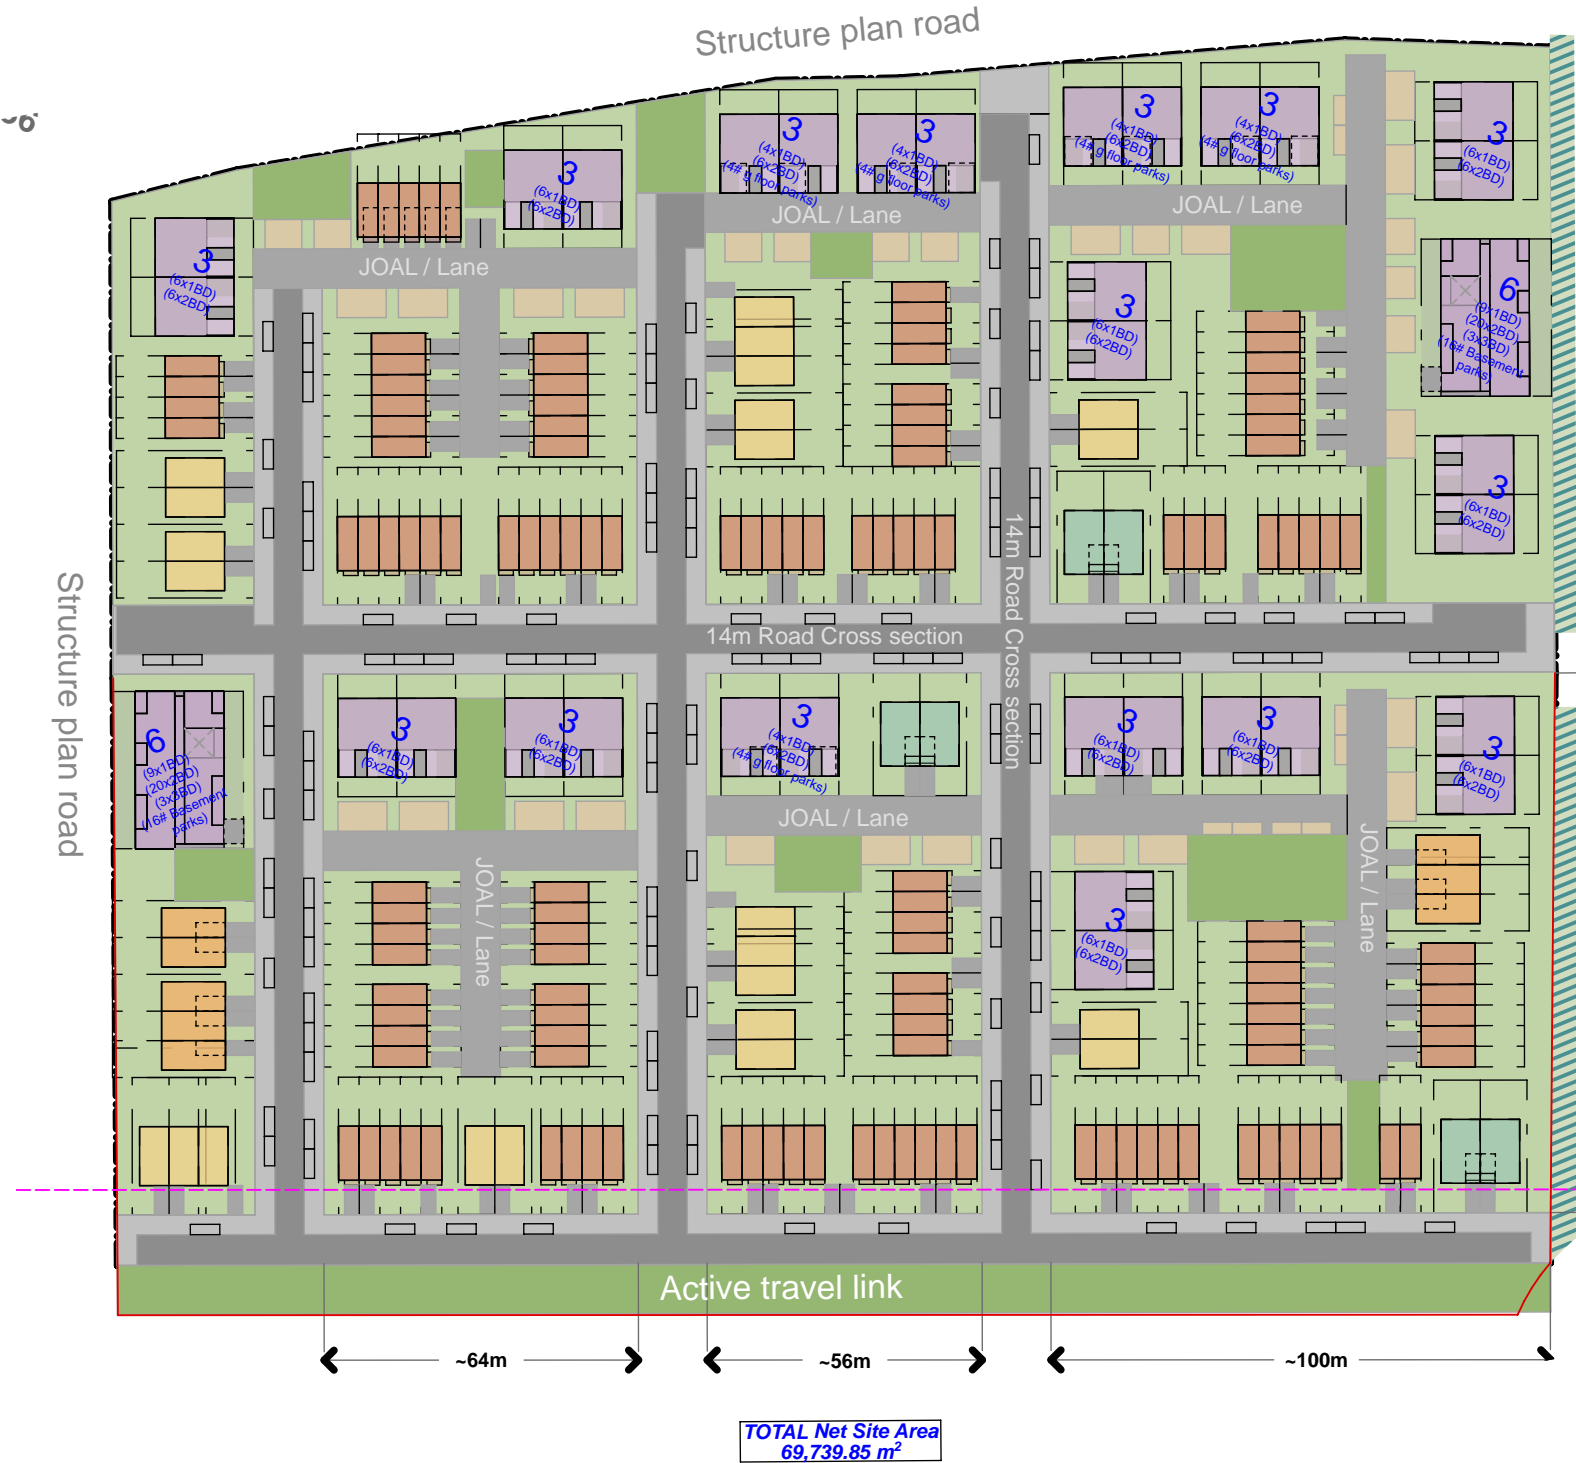 Structure plan road
3
(4x1BD)
(6x2BD)
(4# g floor parks)
3
(4x1BD)
(6x2BD)
(4# g floor parks)
3
(4x1BD)
(6x2BD)
(4# g floor parks)
3
(4x1BD)
(6x2BD)
(4# g floor parks)
3
(6x1BD)
(6x2BD)
3
(6x1BD)
(6x2BD)
JOAL / Lane
JOAL / Lane
3
(6x1BD)
(6x2BD)
JOAL / Lane
3
(6x1BD)
(6x2BD)
6
(9x1BD)
(20x2BD)
(3x3BD)
(16# Basement
parks)
3
(6x1BD)
(6x2BD)
14m Road Cross section
14m Road Cross section
Structure plan road
6
(9x1BD)
(20x2BD)
(3x3BD)
(16# Basement
parks)
3
(6x1BD)
(6x2BD)
3
(6x1BD)
(6x2BD)
3
(4x1BD)
(6x2BD)
(4# g floor parks)
3
(6x1BD)
(6x2BD)
3
(6x1BD)
(6x2BD)
3
(6x1BD)
(6x2BD)
JOAL / Lane
JOAL / Lane
JOAL / Lane
3
(6x1BD)
(6x2BD)
Active travel link
~64m
~56m
~100m
TOTAL Net Site Area
69,739.85 m²